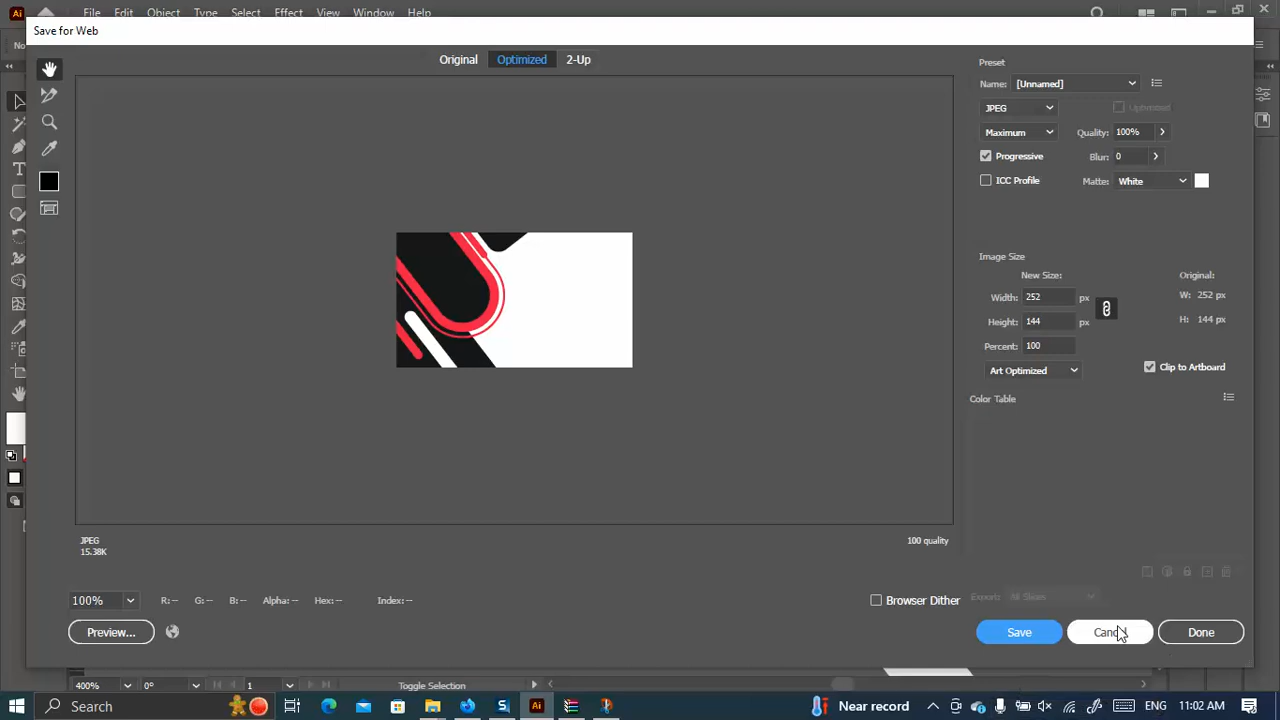 Ai File Edit Object Type Select Effect View Window Help
Save for Web
No
Original Optimized 2-Up
Preset
Name: [Unnamed]
JPEG Optimized
Maximum Quality: 100%
Progressive Blur: 0
ICC Profile Matte: White
Image Size
New Size: Original:
Width: 252 px W: 252 px
Height: 144 px H: 144 px
Percent: 100
Art Optimized Clip to Artboard
Color Table
JPEG 100 quality
15.38K
100% R: -- G: -- B: -- Alpha: -- Hex: -- Index: --
Browser Dither Export: All Slices
Preview... Save Cancel Done
400% 0° 1 Toggle Selection
Search Ai Near record ENG 11:02 AM